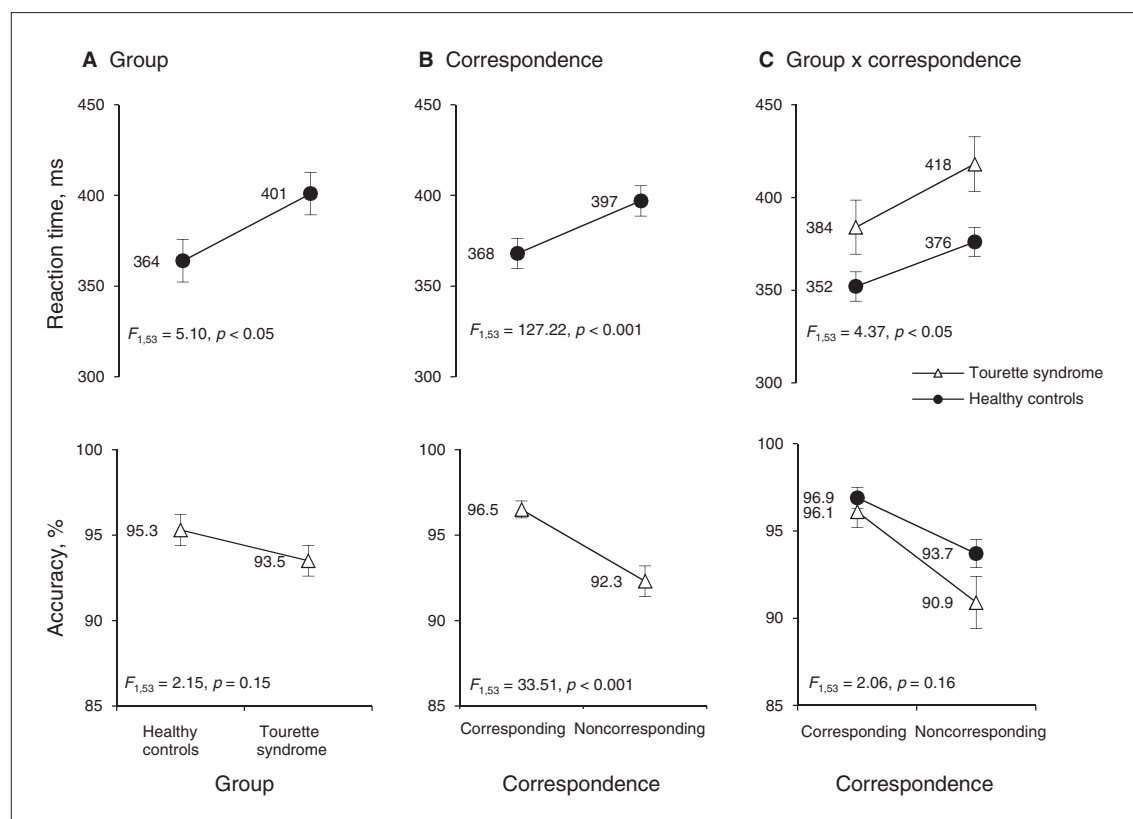 A Group
B Correspondence
C Group x correspondence
Reaction time, ms
450
400
350
300
364
401
F1,53 = 5.10, p < 0.05
450
400
350
300
368
397
F1,53 = 127.22, p < 0.001
450
400
350
300
384
418
352
376
F1,53 = 4.37, p < 0.05
Tourette syndrome
Healthy controls
Accuracy, %
100
95
90
85
95.3
93.5
F1,53 = 2.15, p = 0.15
Healthy
controls
Tourette
syndrome
Group
100
95
90
85
96.5
92.3
F1,53 = 33.51, p < 0.001
Corresponding
Noncorresponding
Correspondence
100
95
90
85
96.9
96.1
93.7
90.9
F1,53 = 2.06, p = 0.16
Corresponding
Noncorresponding
Correspondence